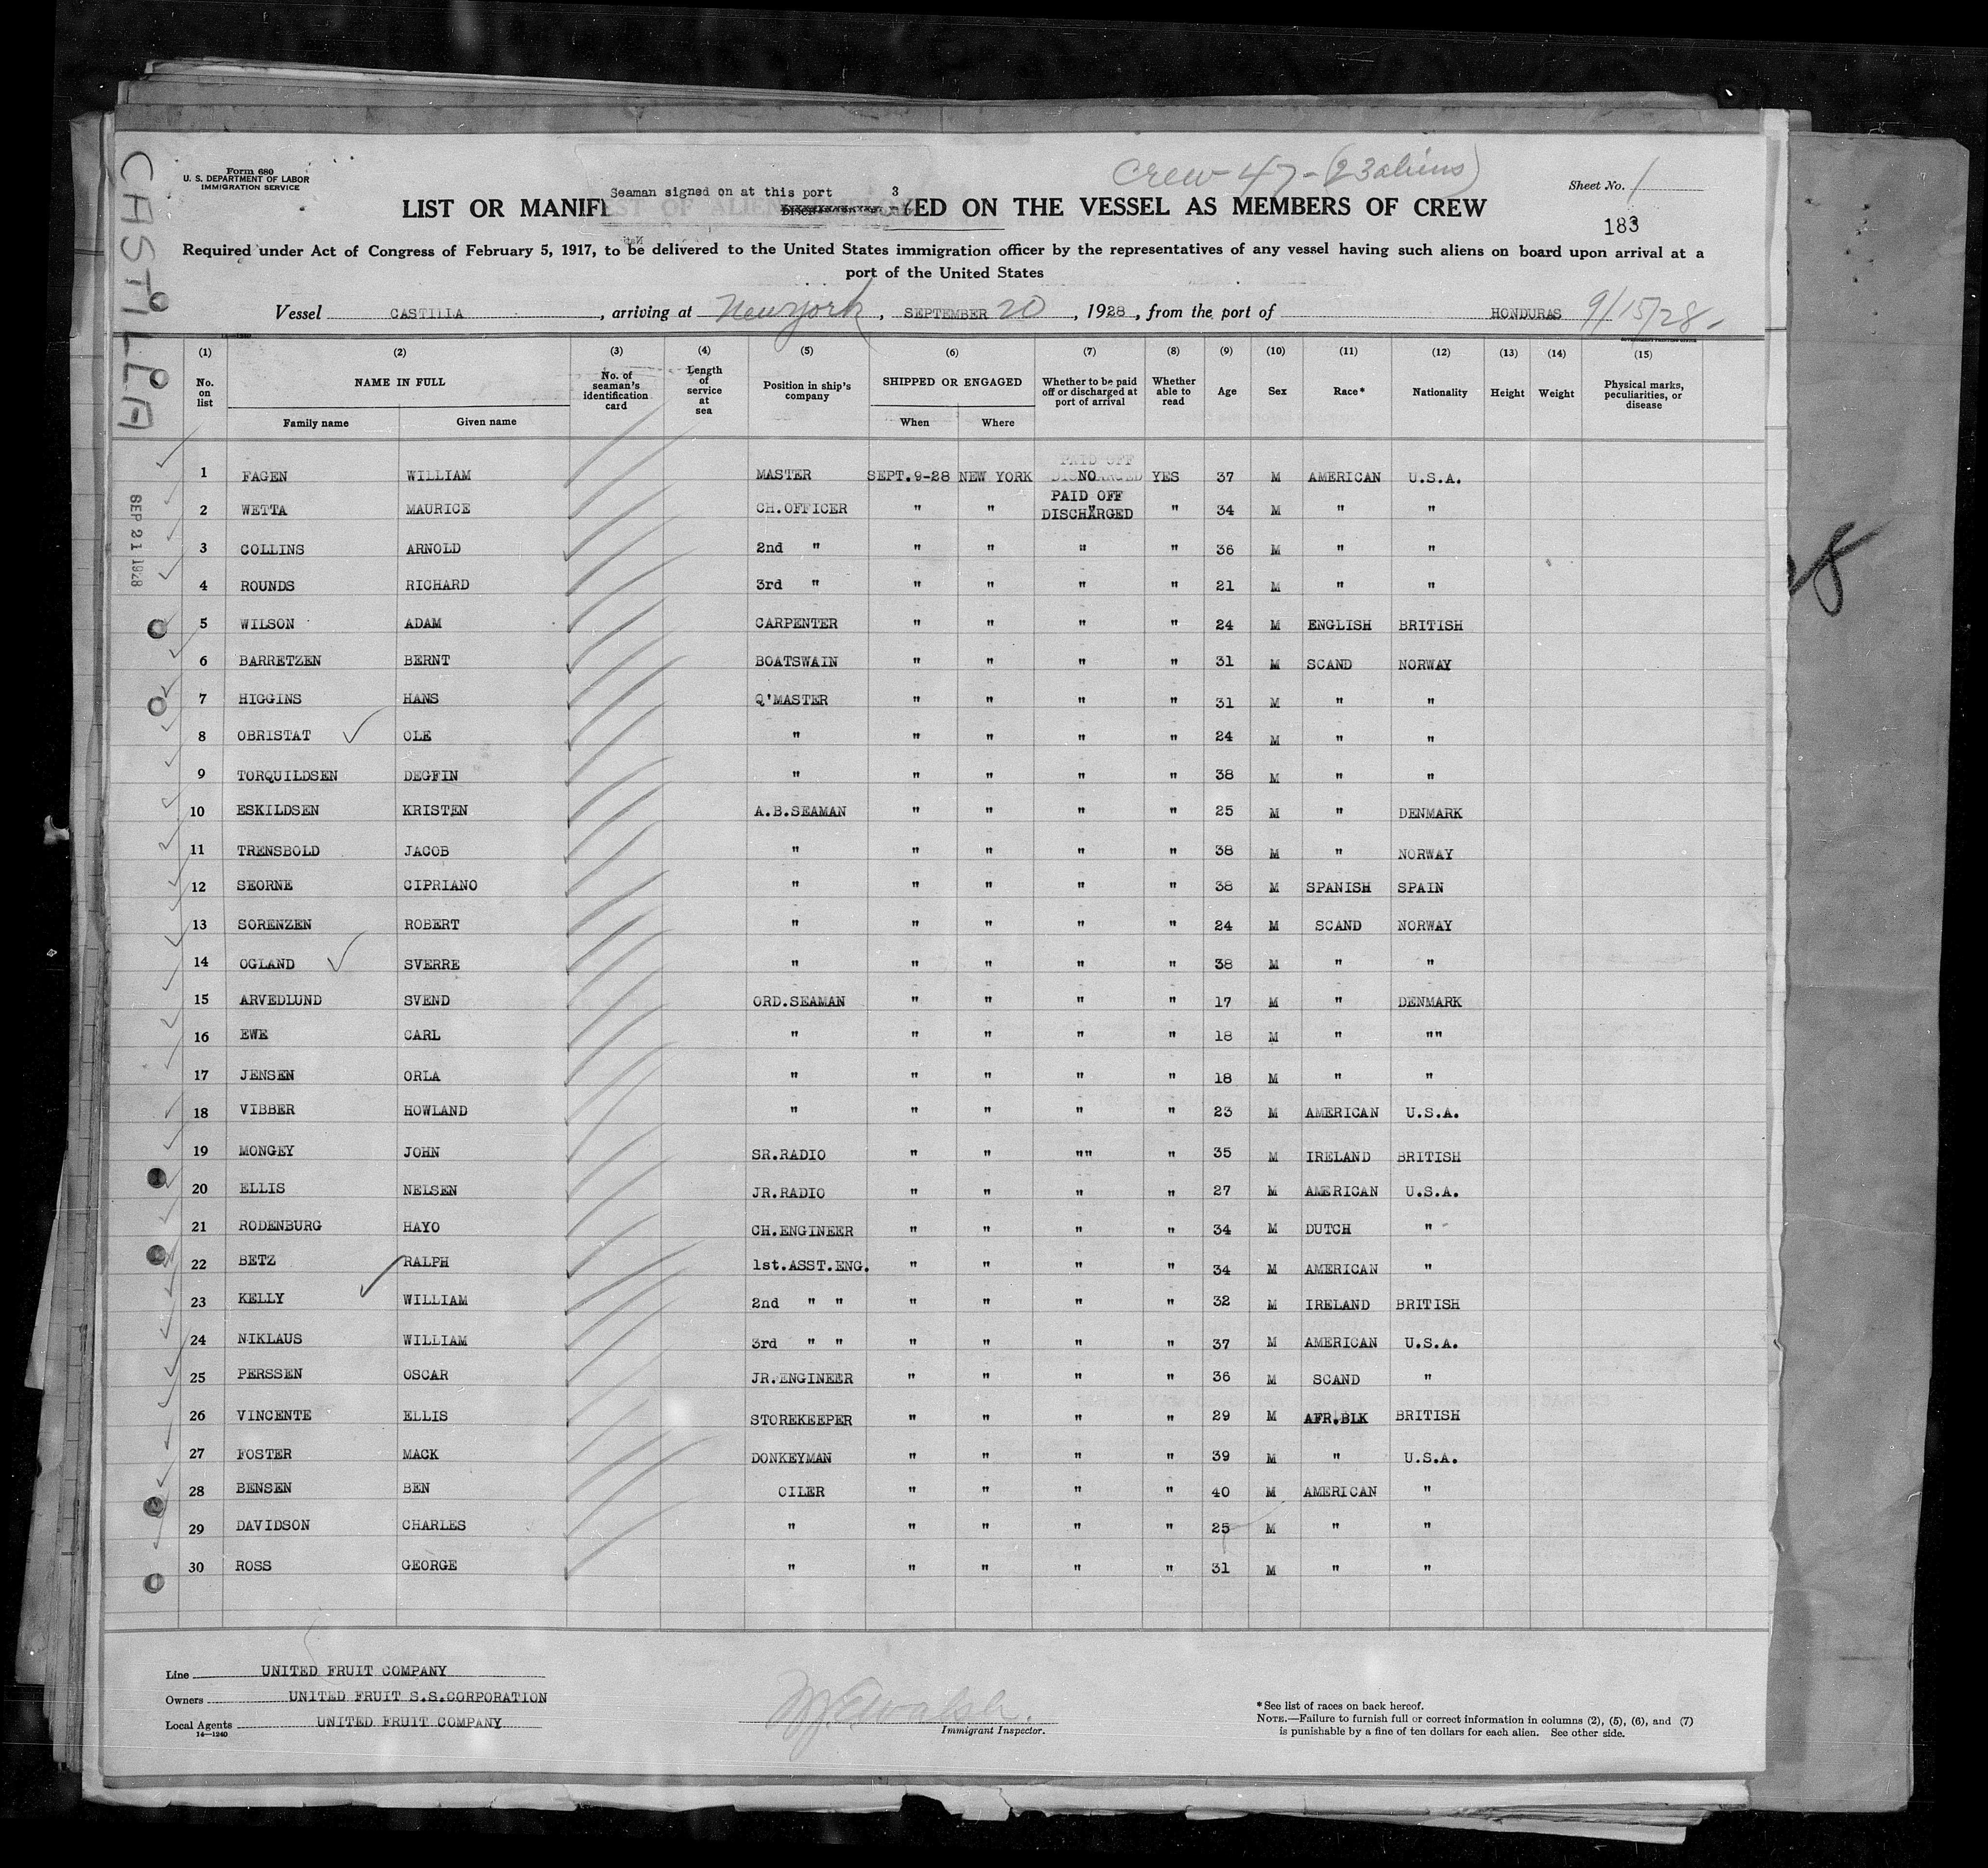 Form 680
U. S. DEPARTMENT OF LABOR
IMMIGRATION SERVICE
CASTILLA
SEP 21 1928
Crew-47-(23 aliens)
Sheet No. 1
183
Seaman signed on at this port 3
LIST OR MANIFEST OF ALIENS EMPLOYED ON THE VESSEL AS MEMBERS OF CREW
Required under Act of Congress of February 5, 1917, to be delivered to the United States immigration officer by the representatives of any vessel having such aliens on board upon arrival at a
port of the United States
Vessel CASTILLA, arriving at New York, SEPTEMBER 20, 1928, from the port of HONDURAS 9/15/28.
(1) (2) (3) (4) (5) (6) (7) (8) (9) (10) (11) (12) (13) (14) (15)
No. on list NAME IN FULL Family name Given name No. of seaman's identification card Length of service at sea Position in ship's company SHIPPED OR ENGAGED When Where Whether to be paid off or discharged at port of arrival Whether able to read Age Sex Race* Nationality Height Weight Physical marks, peculiarities, or disease
PAID OFF
DISCHARGED
1 FAGEN WILLIAM MASTER SEPT.9-28 NEW YORK NO YES 37 M AMERICAN U.S.A.
PAID OFF
DISCHARGED
2 WETTA MAURICE CH.OFFICER " " " " 34 M " "
3 COLLINS ARNOLD 2nd " " " " " 36 M " "
4 ROUNDS RICHARD 3rd " " " " " 21 M " "
5 WILSON ADAM CARPENTER " " " " 24 M ENGLISH BRITISH
6 BARRETZEN BERNT BOATSWAIN " " " " 31 M SCAND NORWAY
7 HIGGINS HANS Q'MASTER " " " " 31 M " "
8 OBRISTAT OLE " " " " " 24 M " "
9 TORQUILDSEN DEGFIN " " " " " 38 M " "
10 ESKILDSEN KRISTEN A.B.SEAMAN " " " " 25 M " DENMARK
11 TRENSBOLD JACOB " " " " " 38 M " NORWAY
12 SEORNE CIPRIANO " " " " " 38 M SPANISH SPAIN
13 SORENZEN ROBERT " " " " " 24 M SCAND NORWAY
14 OGLAND SVERRE " " " " " 38 M " "
15 ARVEDLUND SVEND ORD.SEAMAN " " " " 17 M " DENMARK
16 EWE CARL " " " " " 18 M " ""
17 JENSEN ORLA " " " " " 18 M " "
18 VIBBER HOWLAND " " " " " 23 M AMERICAN U.S.A.
19 MONGEY JOHN SR.RADIO " " "" " 35 M IRELAND BRITISH
20 ELLIS NELSEN JR.RADIO " " " " 27 M AMERICAN U.S.A.
21 RODENBURG HAYO CH.ENGINEER " " " " 34 M DUTCH "
22 BETZ RALPH 1st.ASST.ENG. " " " " 34 M AMERICAN "
23 KELLY WILLIAM 2nd " " " " " " 32 M IRELAND BRITISH
24 NIKLAUS WILLIAM 3rd " " " " " " 37 M AMERICAN U.S.A.
25 PERSSEN OSCAR JR.ENGINEER " " " " 36 M SCAND "
26 VINCENTE ELLIS STOREKEEPER " " " " 29 M AFR.BLK BRITISH
27 FOSTER MACK DONKEYMAN " " " " 39 M " U.S.A.
28 BENSEN BEN OILER " " " " 40 M AMERICAN "
29 DAVIDSON CHARLES " " " " " 25 M " "
30 ROSS GEORGE " " " " " 31 M " "
Line UNITED FRUIT COMPANY
Owners UNITED FRUIT S.S.CORPORATION
Local Agents UNITED FRUIT COMPANY
14—1240
Walsh.
Immigrant Inspector.
*See list of races on back hereof.
NOTE.—Failure to furnish full or correct information in columns (2), (5), (6), and (7)
is punishable by a fine of ten dollars for each alien. See other side.